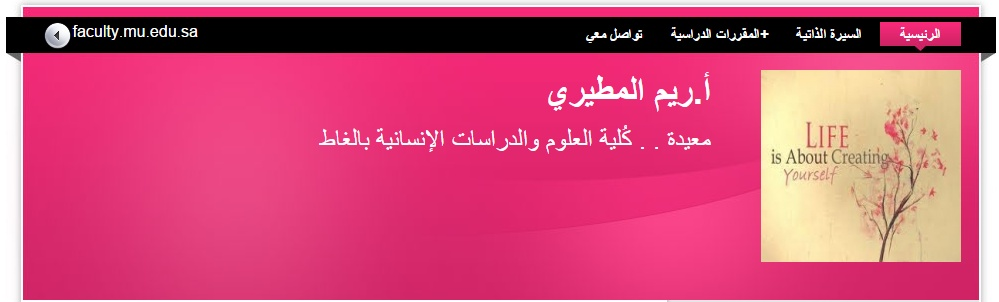 الرئيسية
السيرة الذاتية
+المقررات الدراسية
تواصل معي
faculty.mu.edu.sa
أ.ريم المطيري
معيدة . . كُلية العلوم والدراسات الإنسانية بالغاط
LIFE
is About Creating
Yourself